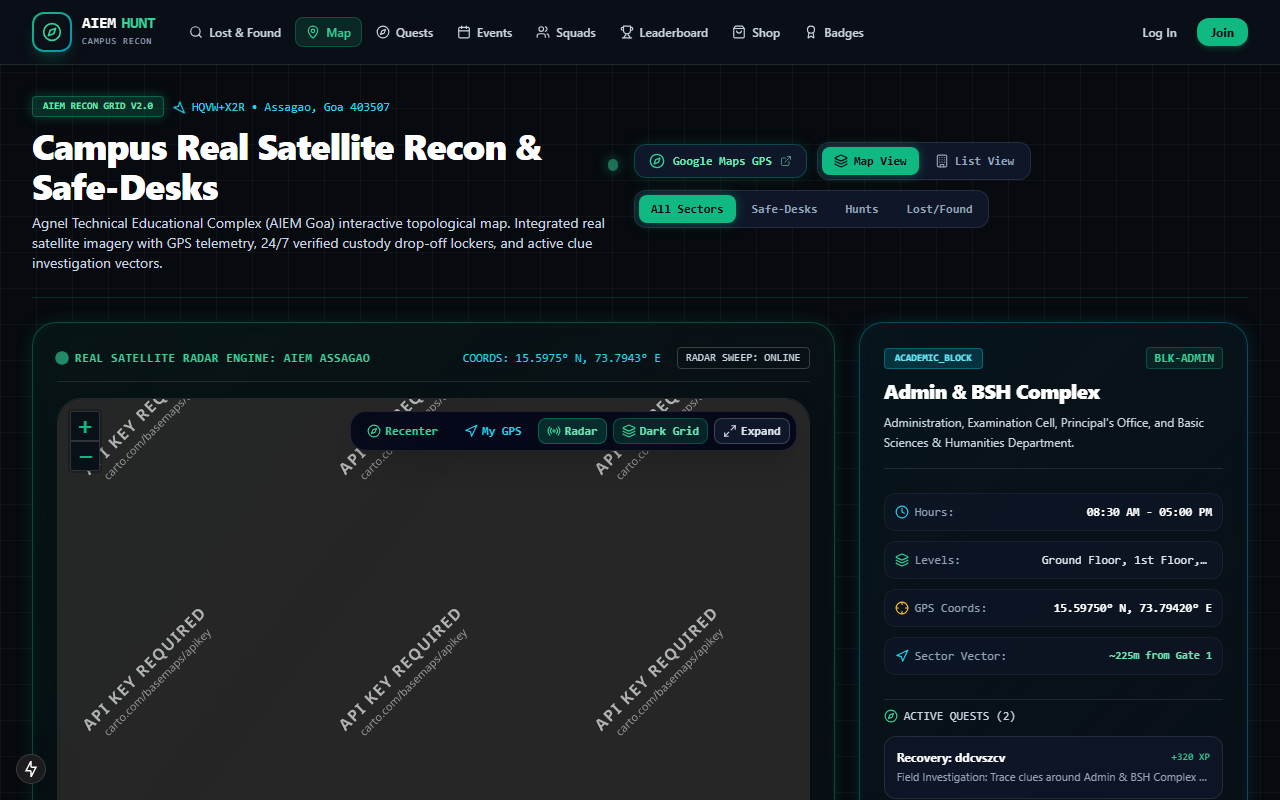 AIEM HUNT
CAMPUS RECON
Lost & Found
Map
Quests
Events
Squads
Leaderboard
Shop
Badges
Log In
Join
AIEM RECON GRID V2.0
HQVW+X2R • Assagao, Goa 403507
Campus Real Satellite Recon &
Safe-Desks
Agnel Technical Educational Complex (AIEM Goa) interactive topological map. Integrated real
satellite imagery with GPS telemetry, 24/7 verified custody drop-off lockers, and active clue
investigation vectors.
Google Maps GPS
Map View
List View
All Sectors
Safe-Desks
Hunts
Lost/Found
REAL SATELLITE RADAR ENGINE: AIEM ASSAGAO
COORDS: 15.5975° N, 73.7943° E
RADAR SWEEP: ONLINE
+
−
Recenter
My GPS
Radar
Dark Grid
Expand
API KEY REQ
carto.com/basemaps/
API KEY REQUIRED
carto.com/basemaps/apikey
API KEY REQUIRED
carto.com/basemaps/apikey
API KEY REQUIRED
carto.com/basemaps/apikey
ACADEMIC_BLOCK
BLK-ADMIN
Admin & BSH Complex
Administration, Examination Cell, Principal's Office, and Basic
Sciences & Humanities Department.
Hours:
08:30 AM - 05:00 PM
Levels:
Ground Floor, 1st Floor,…
GPS Coords:
15.59750° N, 73.79420° E
Sector Vector:
~225m from Gate 1
ACTIVE QUESTS (2)
Recovery: ddcvszcv
+320 XP
Field Investigation: Trace clues around Admin & BSH Complex …